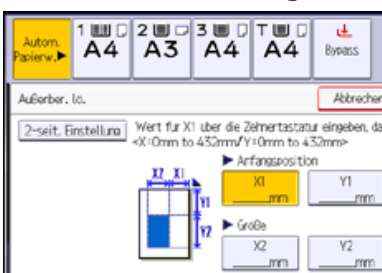 Autom. Papierw.▶
1 A4
2 A3
3 A4
T A4
Bypass
Außerber. lö.
Abbrechen
2-seit. Einstellung
Wert für X1 über die Zehnertastatur eingeben, da
<X:0mm to 432mm/Y:0mm to 432mm>
▶ Anfangsposition
X1 Y1
mm mm
▶ Größe
X2 Y2
mm mm
X2 X1
Y1
Y2